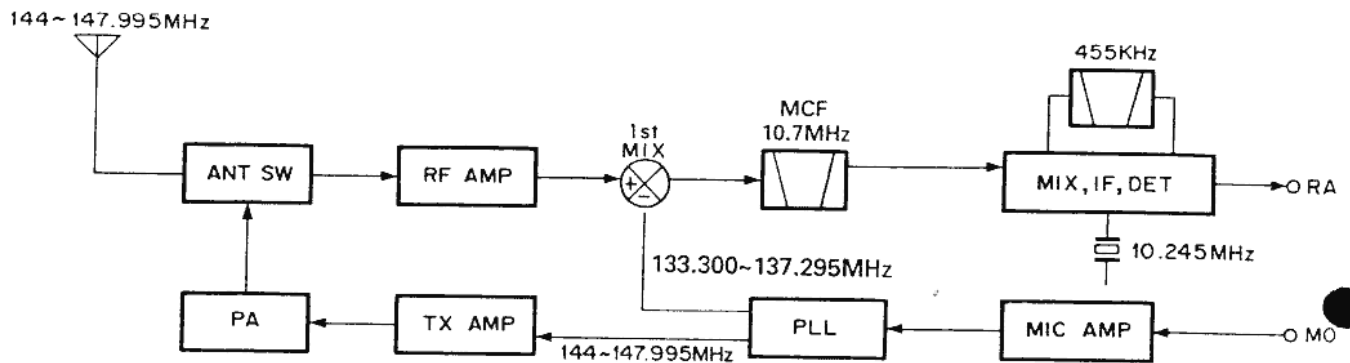 144~147.995MHz
455KHz
MCF
10.7MHz
1st
MIX
ANT SW
RF AMP
+
−
MIX, IF, DET
RA
10.245MHz
133.300~137.295MHz
PA
TX AMP
PLL
MIC AMP
MO
144~147.995MHz